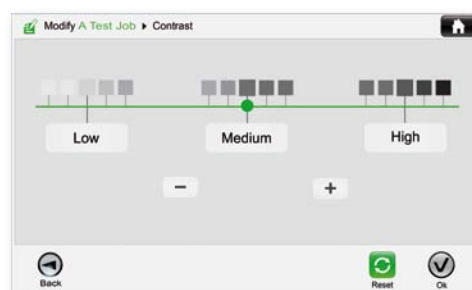 Modify A Test Job ▸ Contrast
Low Medium High
− +
Back Reset Ok